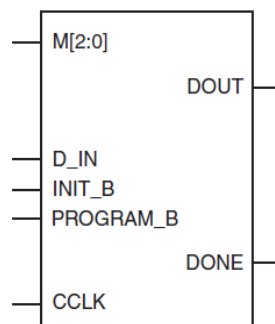 M[2:0]
DOUT
D_IN
INIT_B
PROGRAM_B
DONE
CCLK